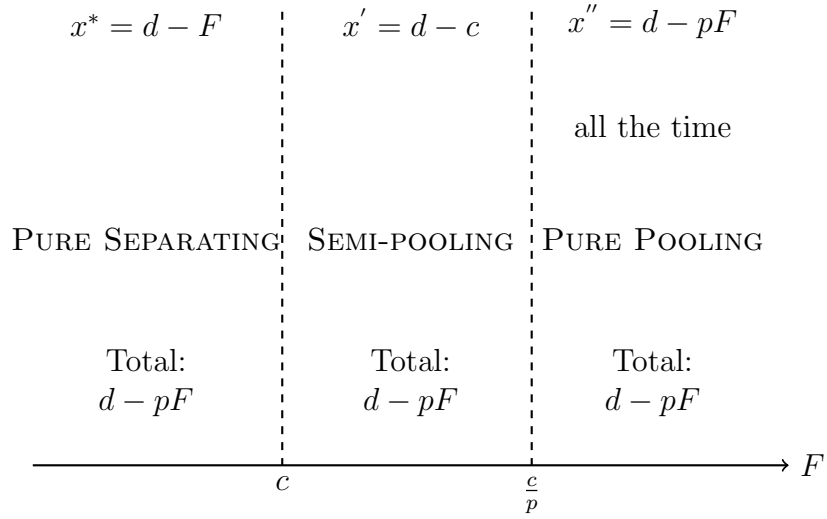 x* = d − F
x′ = d − c
x″ = d − pF
all the time
PURE SEPARATING
SEMI-POOLING
PURE POOLING
Total:
d − pF
Total:
d − pF
Total:
d − pF
c
c/p
F